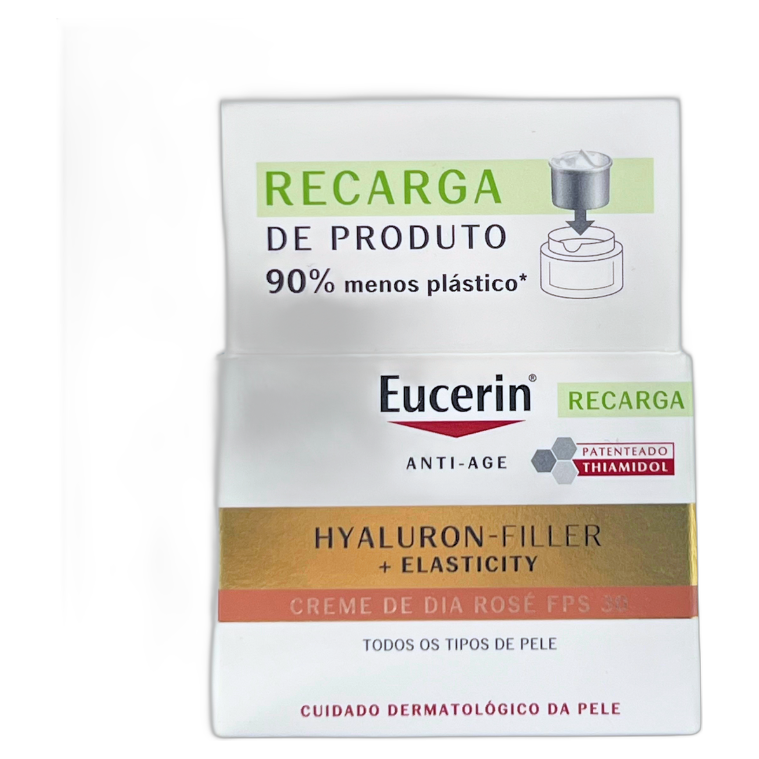 RECARGA
DE PRODUTO
90% menos plástico*
Eucerin®
RECARGA
ANTI-AGE
PATENTEADO
THIAMIDOL
HYALURON-FILLER
+ ELASTICITY
CREME DE DIA ROSÉ FPS 30
TODOS OS TIPOS DE PELE
CUIDADO DERMATOLÓGICO DA PELE